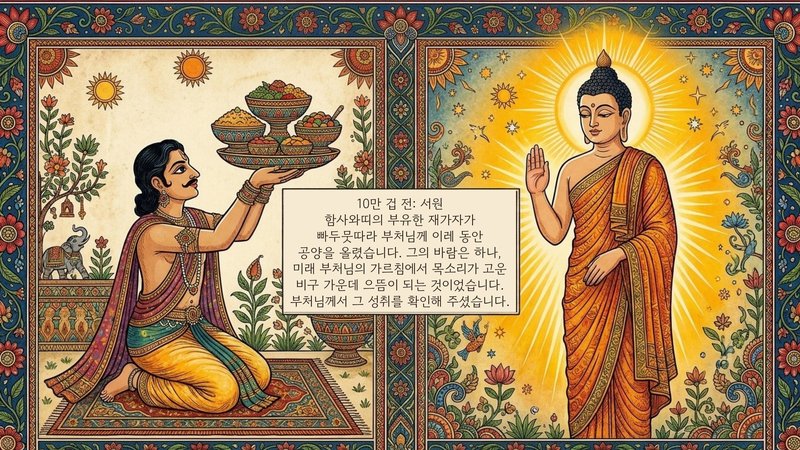 10만 겁 전: 서원
함사와띠의 부유한 재가자가
빠두뭇따라 부처님께 이레 동안
공양을 올렸습니다. 그의 바람은 하나,
미래 부처님의 가르침에서 목소리가 고운
비구 가운데 으뜸이 되는 것이었습니다.
부처님께서 그 성취를 확인해 주셨습니다.